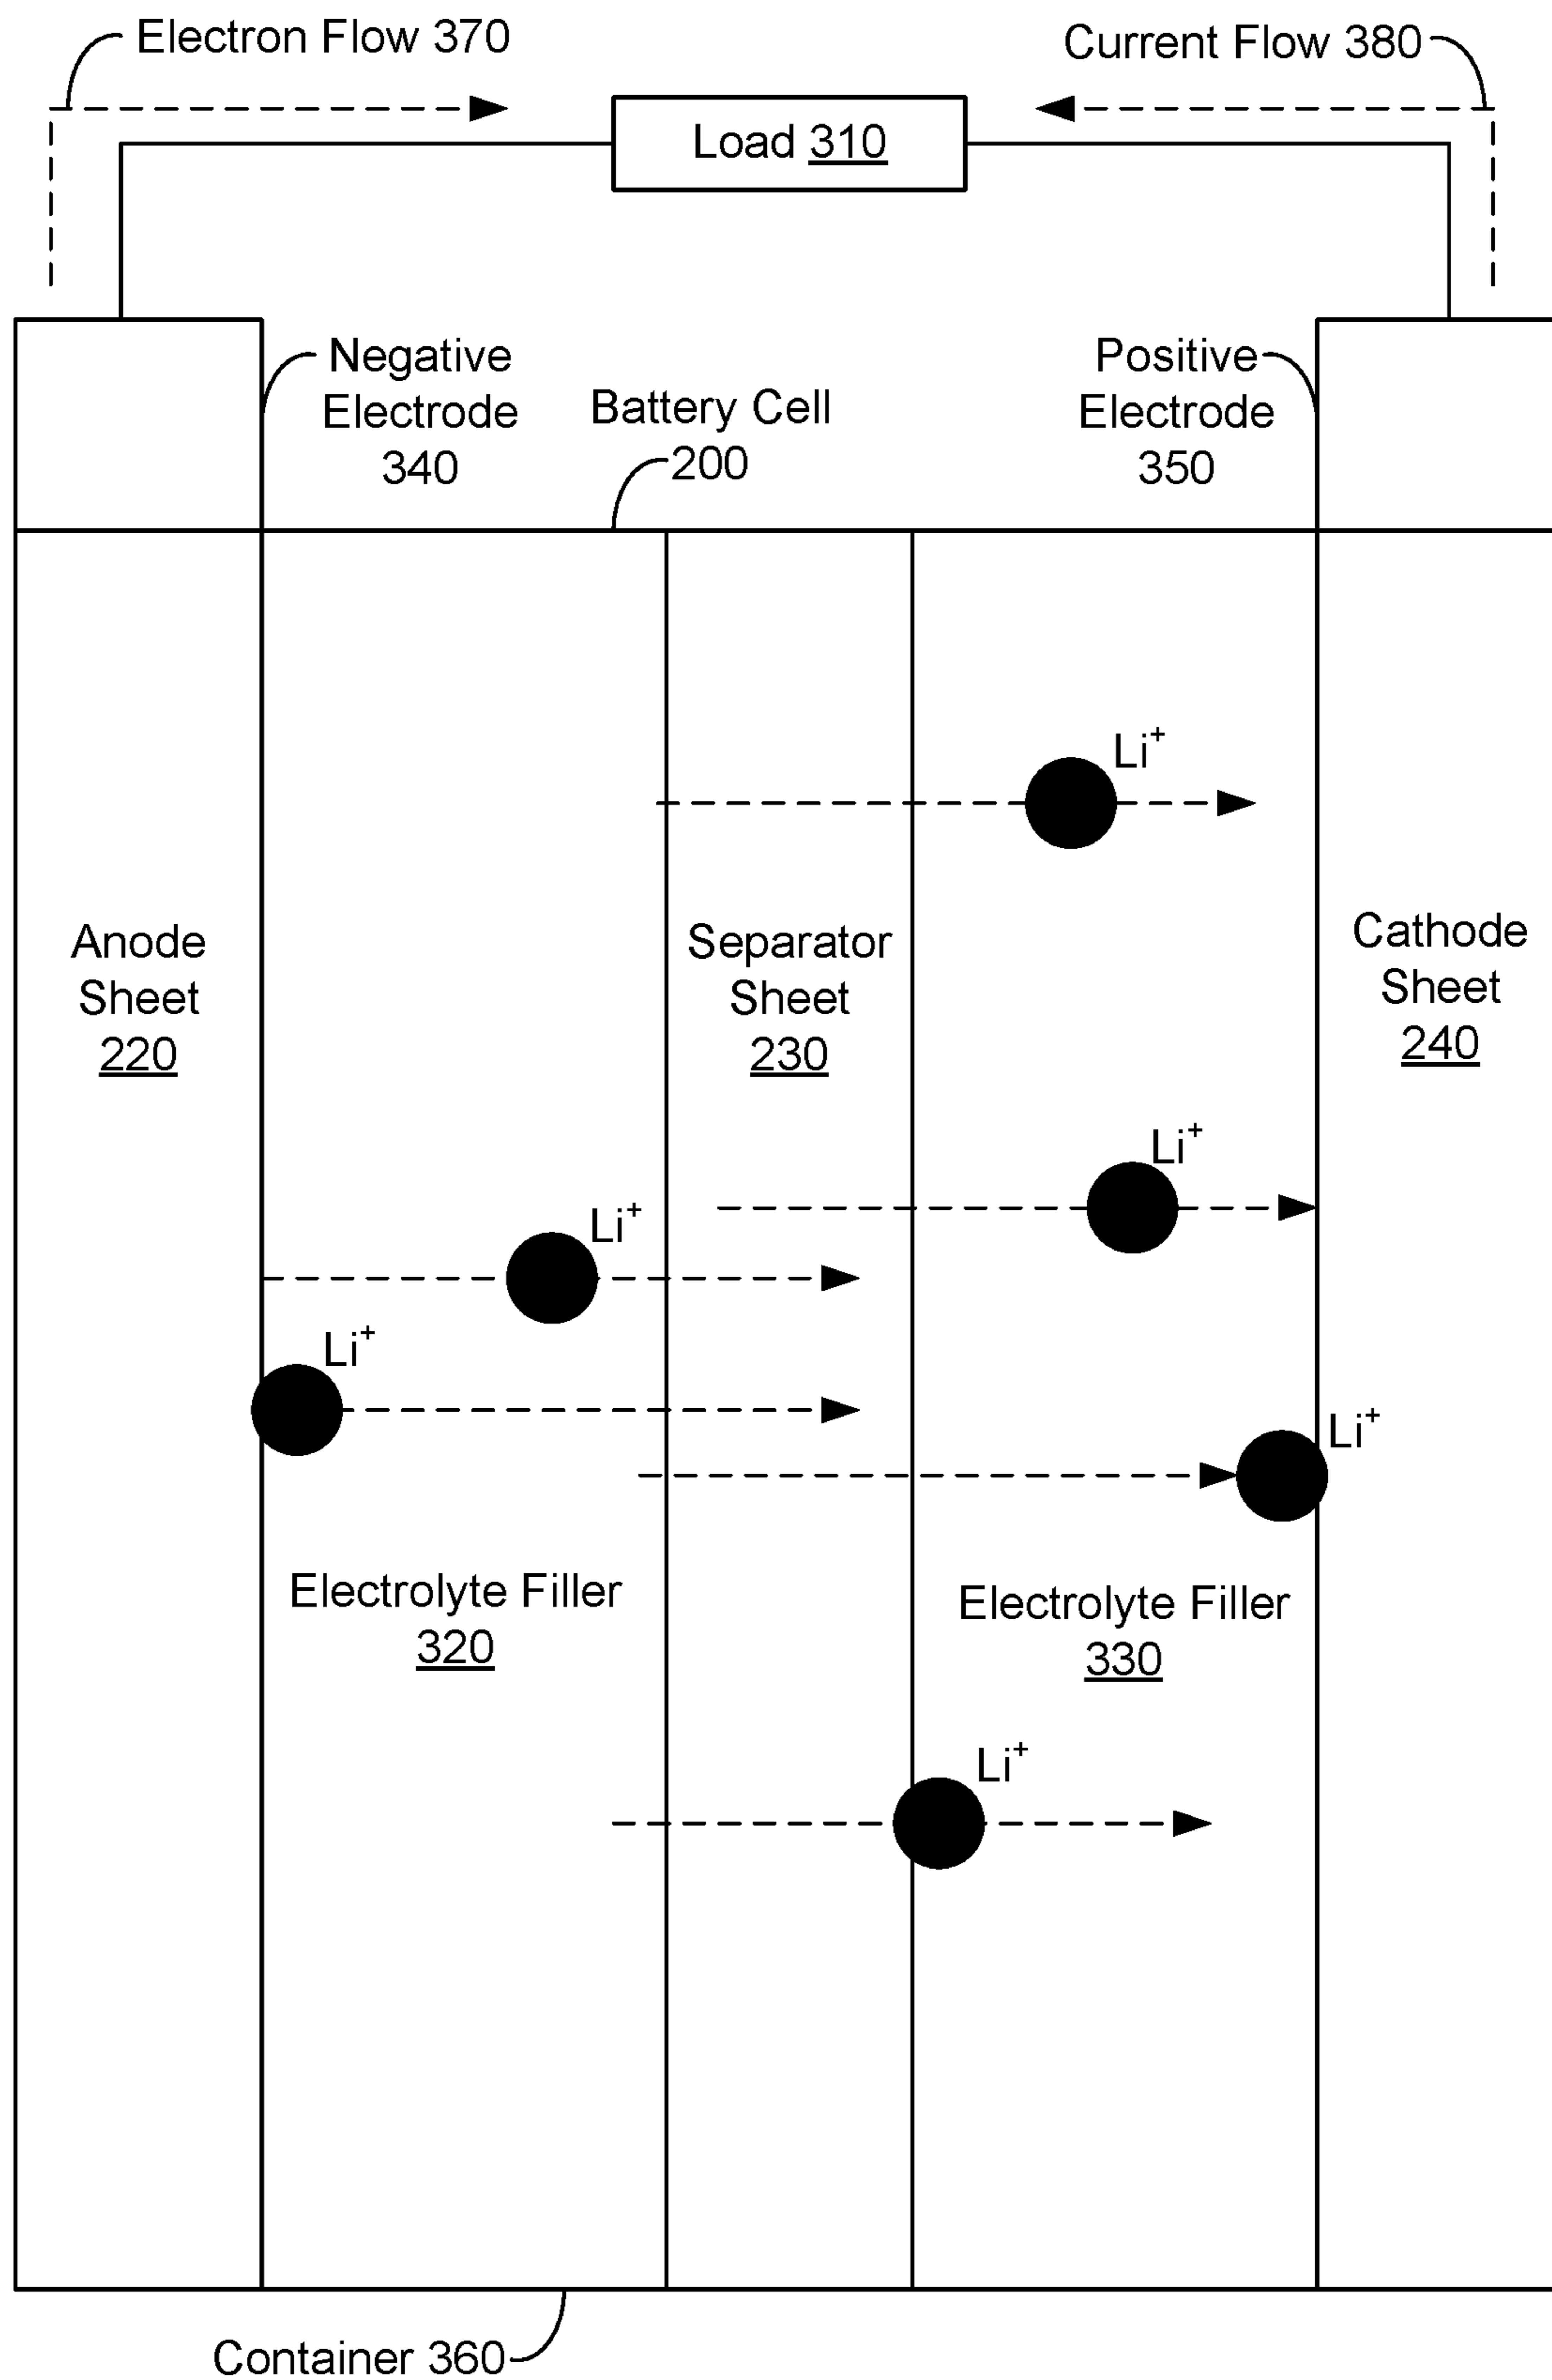 Electron Flow 370
Current Flow 380
Load 310
Negative
Electrode
340
Battery Cell
200
Positive
Electrode
350
Li+
Anode
Sheet
220
Separator
Sheet
230
Cathode
Sheet
240
Li+
Li+
Li+
Li+
Electrolyte Filler
320
Electrolyte Filler
330
Li+
Container 360